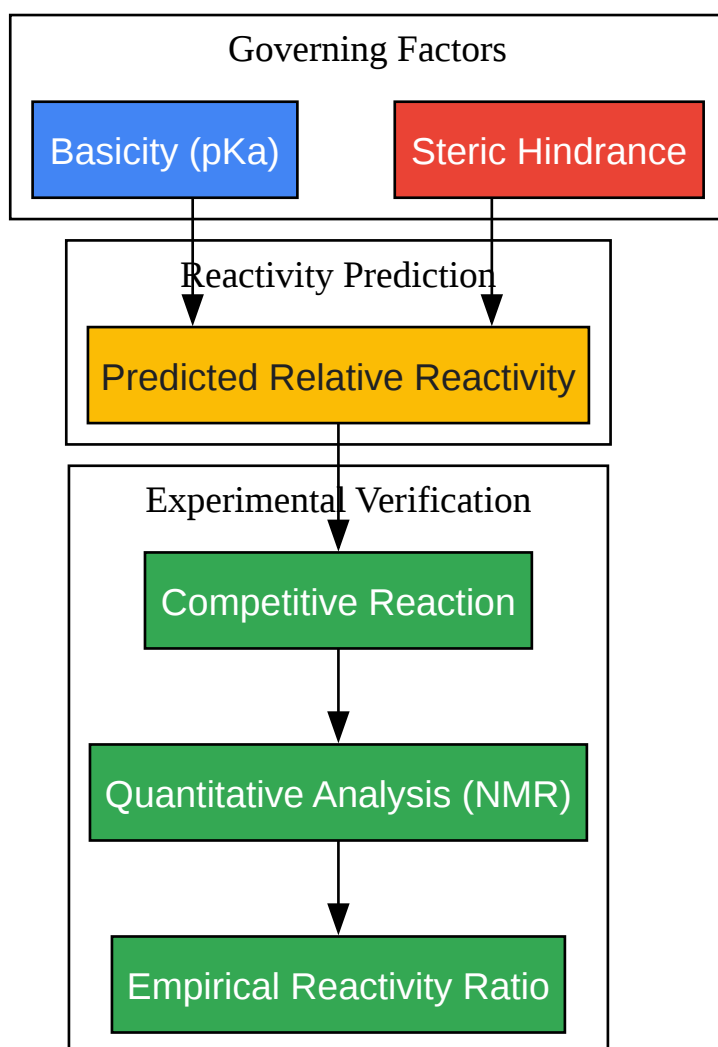 Governing Factors
Basicity (pKa)
Steric Hindrance
Reactivity Prediction
Predicted Relative Reactivity
Experimental Verification
Competitive Reaction
Quantitative Analysis (NMR)
Empirical Reactivity Ratio